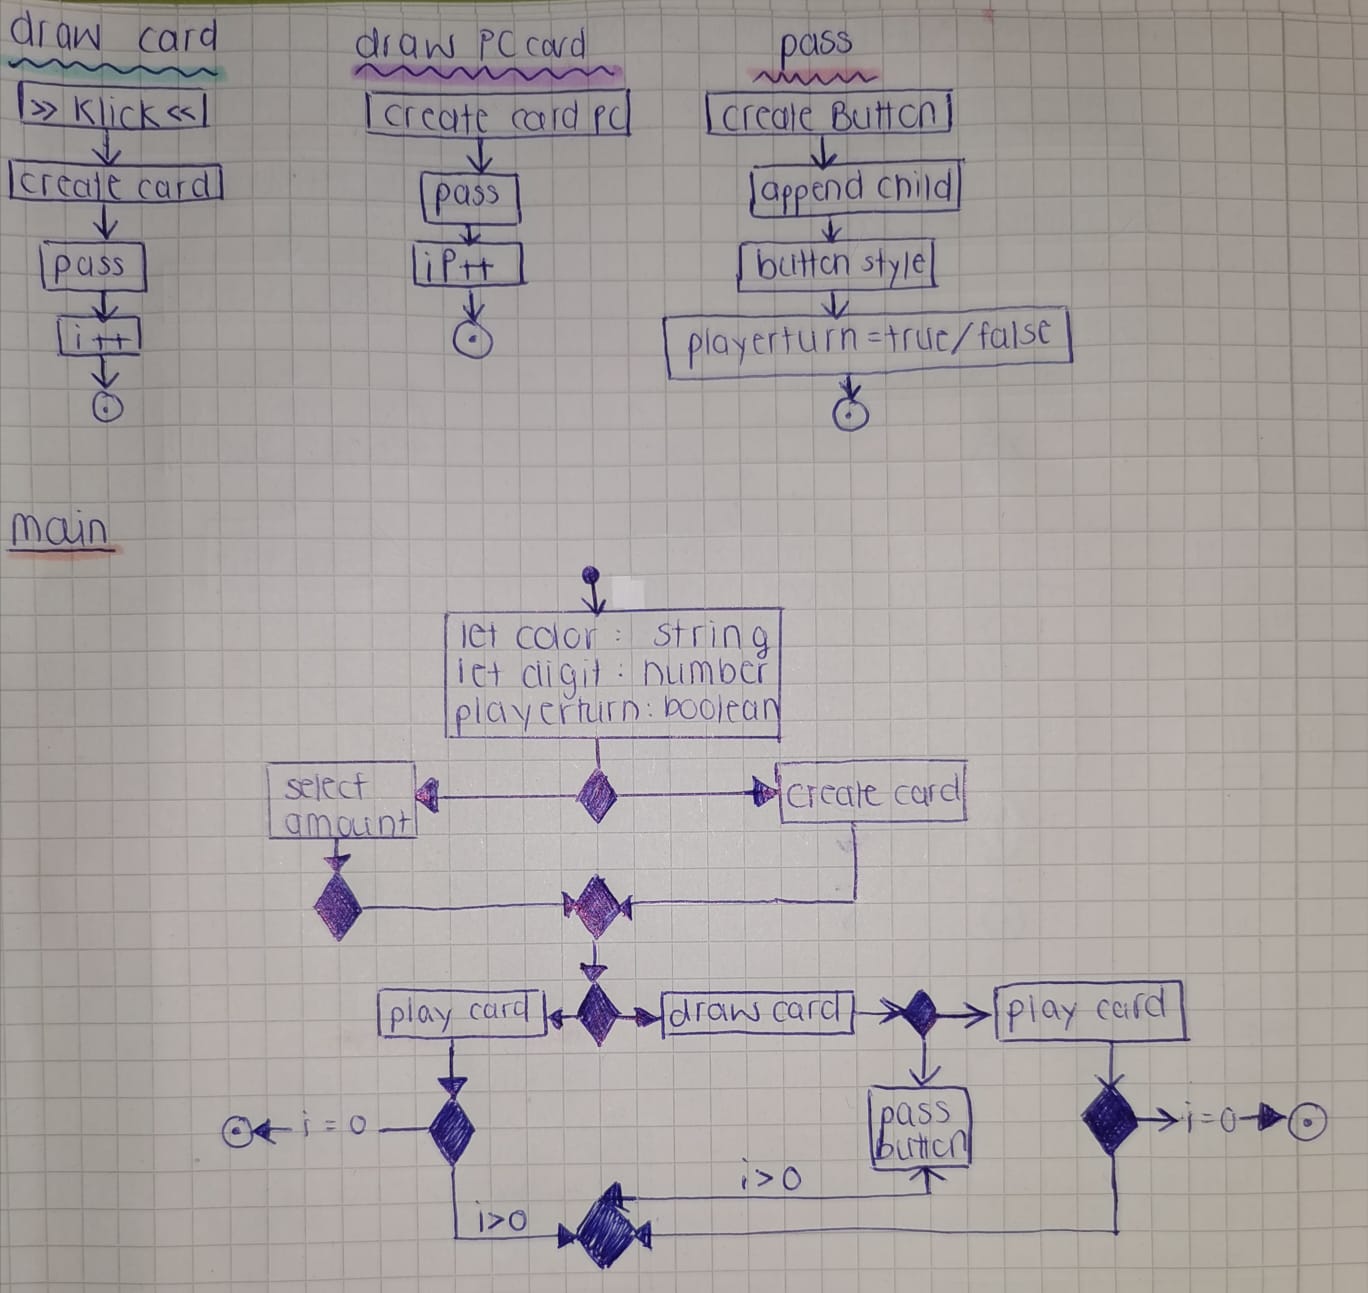 draw card
>> Klick <<
create card
pass
i++
draw PC card
create card PC
pass
iP++
pass
create Button
append child
button style
playerturn = true/false
main
let color : string
let digit : number
playerturn : boolean
select
amount
create card
play card
draw card
play card
i = 0
pass
button
i=0
i>0
i>0